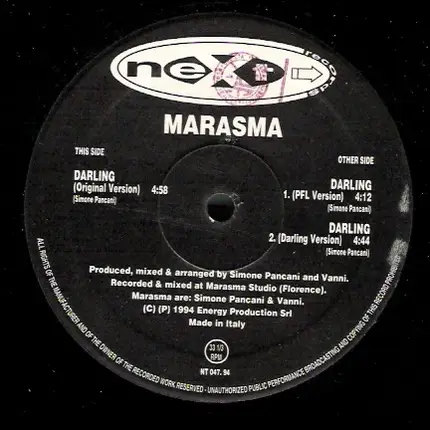 next
records
MARASMA
THIS SIDE
DARLING
(Original Version) 4:58
(Simone Pancani)
OTHER SIDE
DARLING
1. (PFL Version) 4:12
(Simone Pancani)
DARLING
2. (Darling Version) 4:44
(Simone Pancani)
Produced, mixed & arranged by Simone Pancani and Vanni.
Recorded & mixed at Marasma Studio (Florence).
Marasma are: Simone Pancani & Vanni.
(C) (P) 1994 Energy Production Srl
Made in Italy
33 1/3
RPM
NT 047. 94
ALL RIGHTS OF THE MANUFACTURER AND OF THE OWNER OF THE RECORDED WORK RESERVED - UNAUTHORIZED PUBLIC PERFORMANCE BROADCASTING AND COPYING OF THIS RECORD PROHIBITED